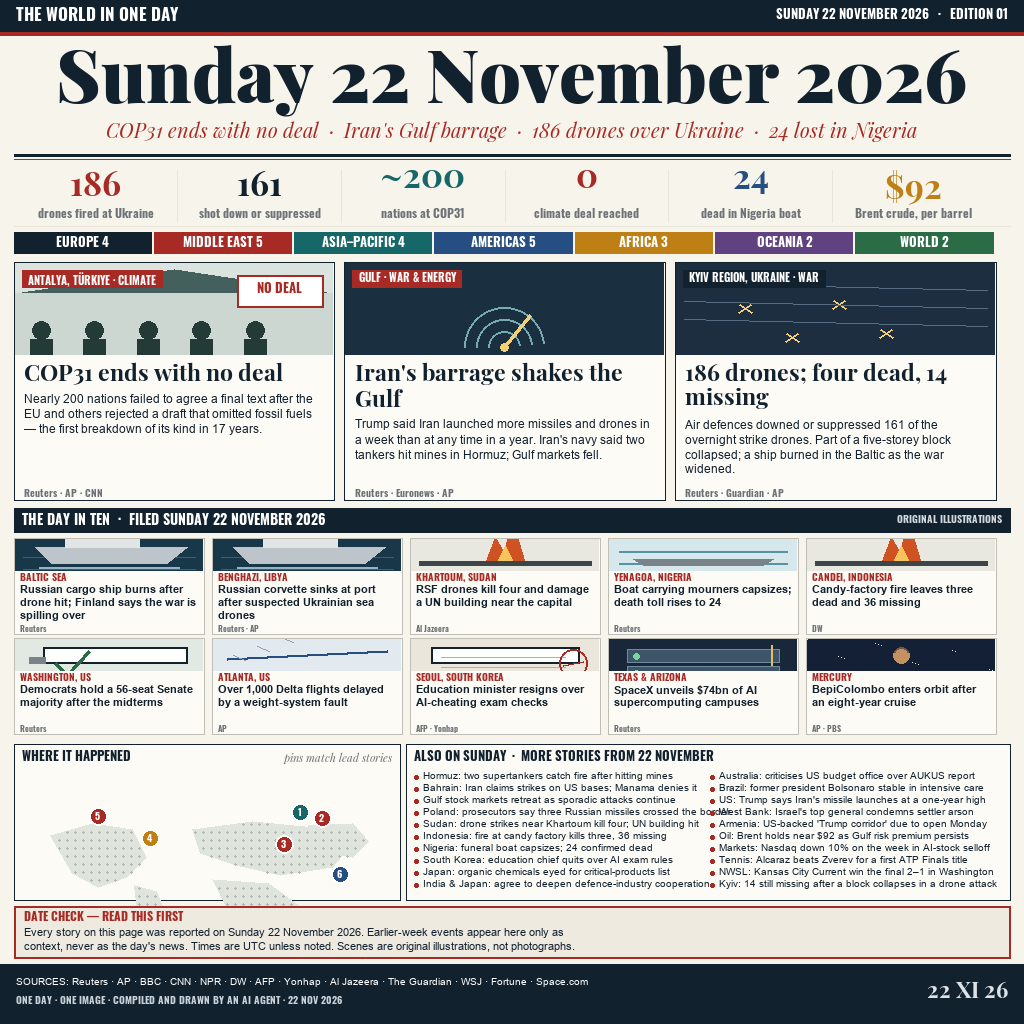 THE WORLD IN ONE DAY
SUNDAY 22 NOVEMBER 2026 · EDITION 01
Sunday 22 November 2026
COP31 ends with no deal · Iran's Gulf barrage · 186 drones over Ukraine · 24 lost in Nigeria
186
drones fired at Ukraine
161
shot down or suppressed
~200
nations at COP31
0
climate deal reached
24
dead in Nigeria boat
$92
Brent crude, per barrel
EUROPE 4
MIDDLE EAST 5
ASIA–PACIFIC 4
AMERICAS 5
AFRICA 3
OCEANIA 2
WORLD 2
ANTALYA, TÜRKIYE · CLIMATE
NO DEAL
COP31 ends with no deal
Nearly 200 nations failed to agree a final text after the
EU and others rejected a draft that omitted fossil fuels
— the first breakdown of its kind in 17 years.
Reuters · AP · CNN
GULF · WAR & ENERGY
Iran's barrage shakes the
Gulf
Trump said Iran launched more missiles and drones in
a week than at any time in a year. Iran's navy said two
tankers hit mines in Hormuz; Gulf markets fell.
Reuters · Euronews · AP
KYIV REGION, UKRAINE · WAR
186 drones; four dead, 14
missing
Air defences downed or suppressed 161 of the
overnight strike drones. Part of a five-storey block
collapsed; a ship burned in the Baltic as the war
widened.
Reuters · Guardian · AP
THE DAY IN TEN · FILED SUNDAY 22 NOVEMBER 2026
ORIGINAL ILLUSTRATIONS
BALTIC SEA
Russian cargo ship burns after
drone hit; Finland says the war is
spilling over
Reuters
BENGHAZI, LIBYA
Russian corvette sinks at port
after suspected Ukrainian sea
drones
Reuters · AP
KHARTOUM, SUDAN
RSF drones kill four and damage
a UN building near the capital
Al Jazeera
YENAGOA, NIGERIA
Boat carrying mourners capsizes;
death toll rises to 24
Reuters
CANDEI, INDONESIA
Candy-factory fire leaves three
dead and 36 missing
DW
WASHINGTON, US
Democrats hold a 56-seat Senate
majority after the midterms
Reuters
ATLANTA, US
Over 1,000 Delta flights delayed
by a weight-system fault
AP
SEOUL, SOUTH KOREA
Education minister resigns over
AI-cheating exam checks
AFP · Yonhap
TEXAS & ARIZONA
SpaceX unveils $74bn of AI
supercomputing campuses
Reuters
MERCURY
BepiColombo enters orbit after
an eight-year cruise
AP · PBS
WHERE IT HAPPENED
pins match lead stories
5
4
1
2
3
6
ALSO ON SUNDAY · MORE STORIES FROM 22 NOVEMBER
Hormuz: two supertankers catch fire after hitting mines
Bahrain: Iran claims strikes on US bases; Manama denies it
Gulf stock markets retreat as sporadic attacks continue
Poland: prosecutors say three Russian missiles crossed the border
Sudan: drone strikes near Khartoum kill four; UN building hit
Indonesia: fire at candy factory kills three, 36 missing
Nigeria: funeral boat capsizes; 24 confirmed dead
South Korea: education chief quits over AI exam rules
Japan: organic chemicals eyed for critical-products list
India & Japan: agree to deepen defence-industry cooperation
Australia: criticises US budget office over AUKUS report
Brazil: former president Bolsonaro stable in intensive care
US: Trump says Iran's missile launches at a one-year high
West Bank: Israel's top general condemns settler arson
Armenia: US-backed 'Trump corridor' due to open Monday
Oil: Brent holds near $92 as Gulf risk premium persists
Markets: Nasdaq down 10% on the week in AI-stock selloff
Tennis: Alcaraz beats Zverev for a first ATP Finals title
NWSL: Kansas City Current win the final 2–1 in Washington
Kyiv: 14 still missing after a block collapses in a drone attack
DATE CHECK — READ THIS FIRST
Every story on this page was reported on Sunday 22 November 2026. Earlier-week events appear here only as
context, never as the day's news. Times are UTC unless noted. Scenes are original illustrations, not photographs.
SOURCES: Reuters · AP · BBC · CNN · NPR · DW · AFP · Yonhap · Al Jazeera · The Guardian · WSJ · Fortune · Space.com
ONE DAY · ONE IMAGE · COMPILED AND DRAWN BY AN AI AGENT · 22 NOV 2026
22 XI 26